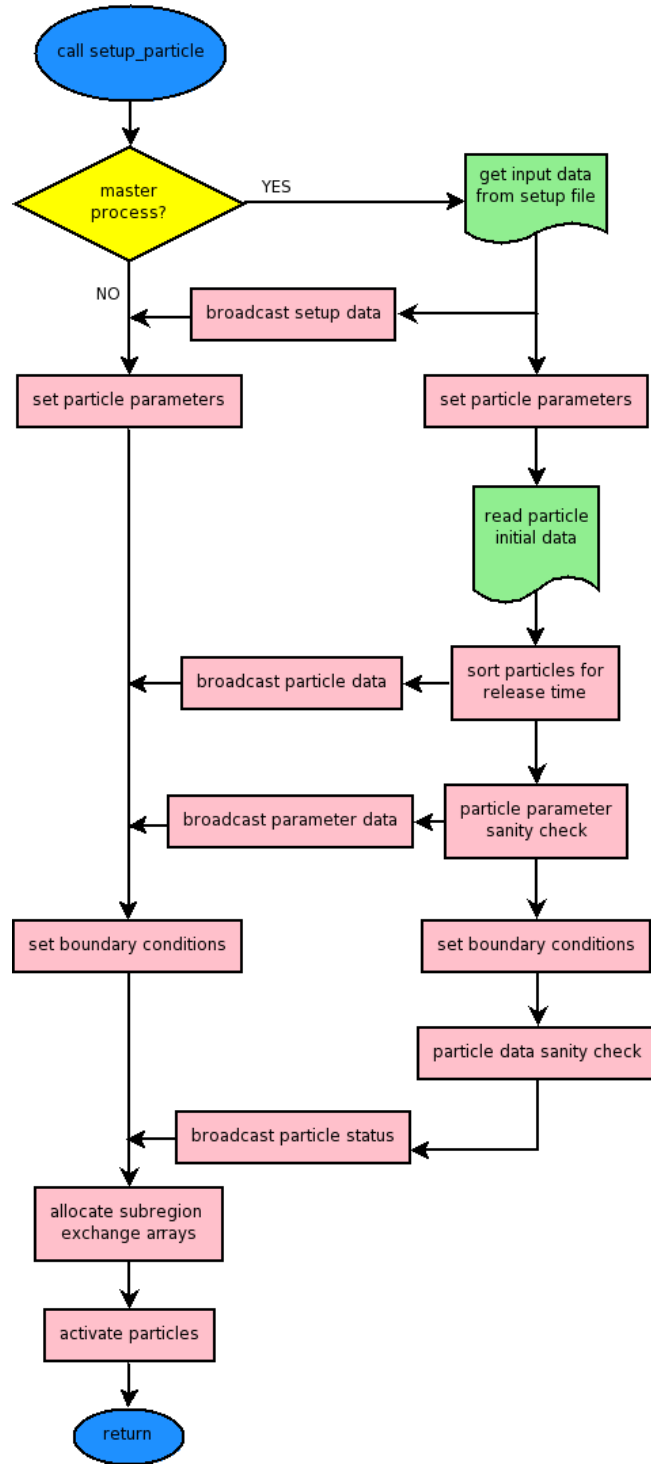 call setup_particle
master
process?
YES
get input data
from setup file
NO
broadcast setup data
set particle parameters
set particle parameters
read particle
initial data
broadcast particle data
sort particles for
release time
broadcast parameter data
particle parameter
sanity check
set boundary conditions
set boundary conditions
particle data sanity check
broadcast particle status
allocate subregion
exchange arrays
activate particles
return